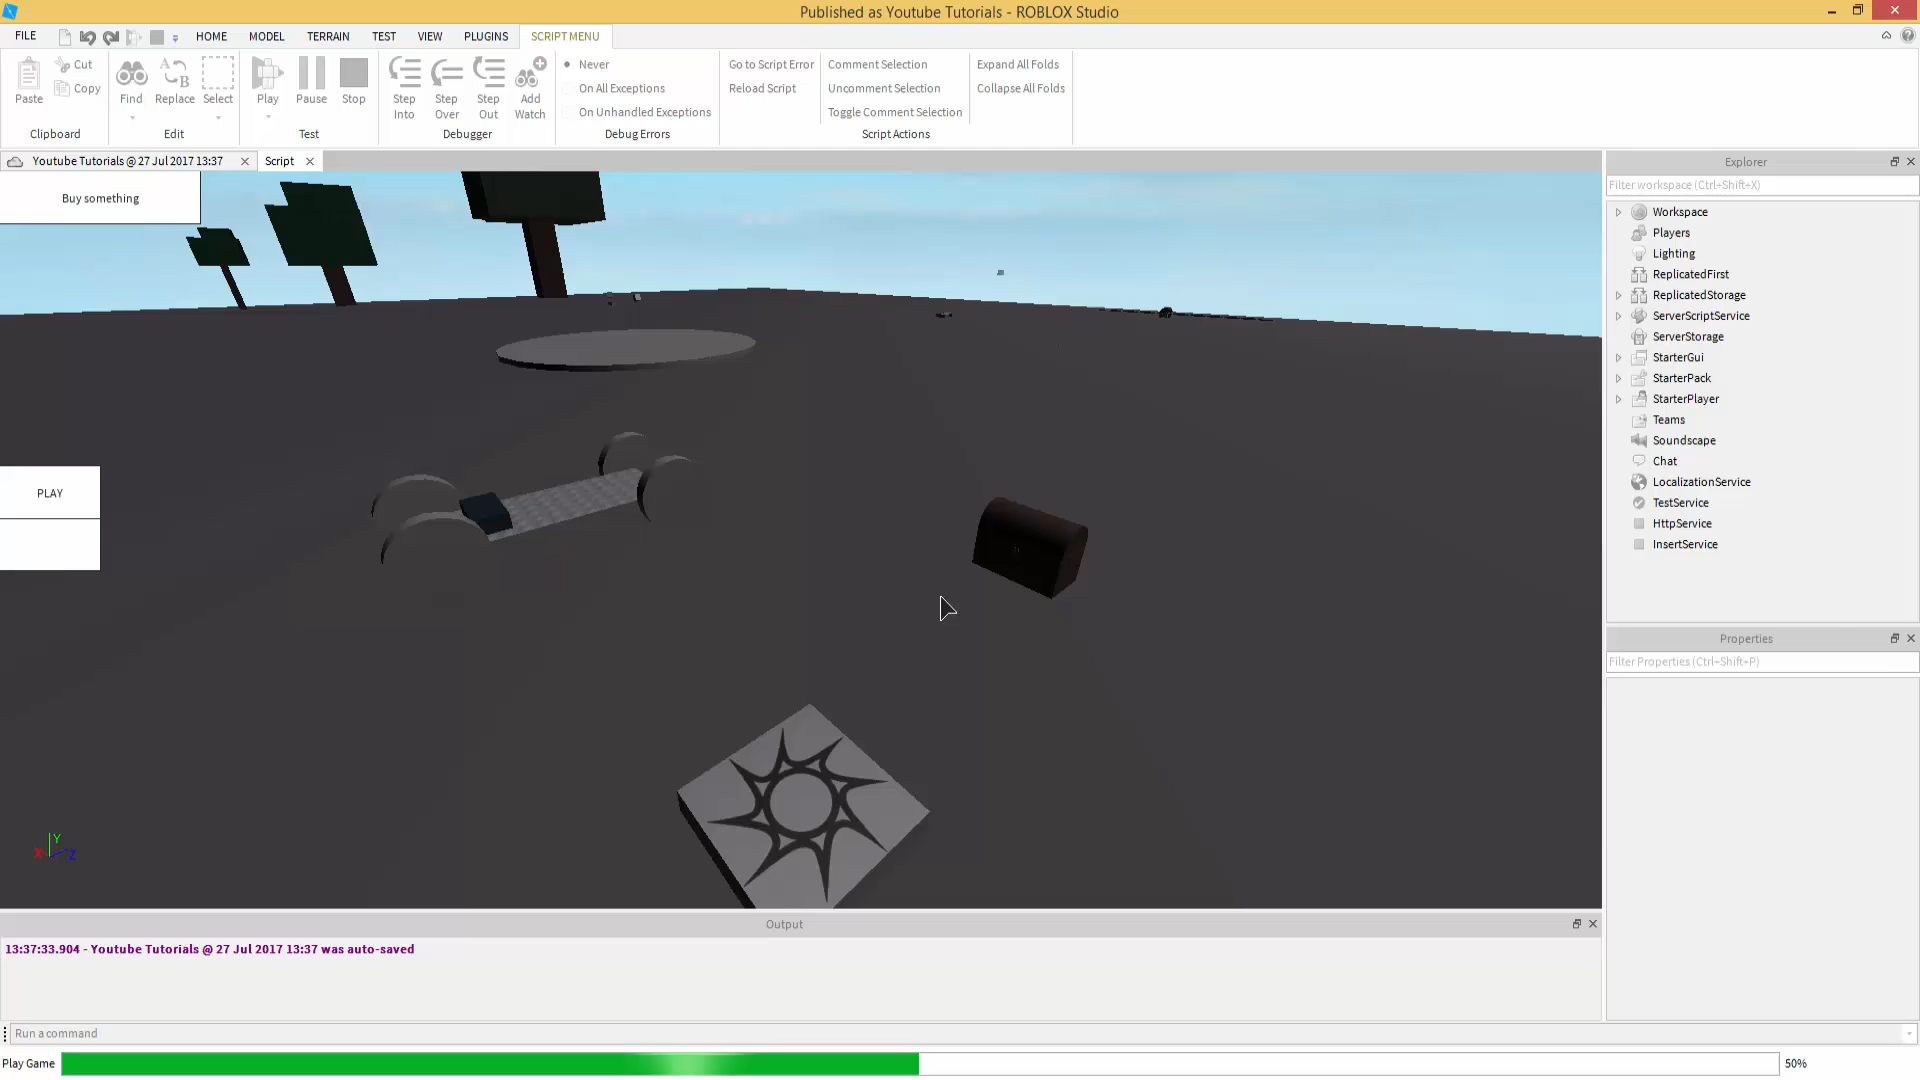 Published as Youtube Tutorials - ROBLOX Studio
FILE HOME MODEL TERRAIN TEST VIEW PLUGINS SCRIPT MENU
Paste Cut Copy
Clipboard
Find Replace Select
Edit
Play Pause Stop
Test
Step Into Step Over Step Out Add Watch
Debugger
Never
On All Exceptions
On Unhandled Exceptions
Debug Errors
Go to Script Error
Reload Script
Comment Selection
Uncomment Selection
Toggle Comment Selection
Expand All Folds
Collapse All Folds
Script Actions
Youtube Tutorials @ 27 Jul 2017 13:37
Script
Buy something
PLAY
Y
X
Z
Explorer
Filter workspace (Ctrl+Shift+X)
Workspace
Players
Lighting
ReplicatedFirst
ReplicatedStorage
ServerScriptService
ServerStorage
StarterGui
StarterPack
StarterPlayer
Teams
Soundscape
Chat
LocalizationService
TestService
HttpService
InsertService
Properties
Filter Properties (Ctrl+Shift+P)
Output
13:37:33.904 - Youtube Tutorials @ 27 Jul 2017 13:37 was auto-saved
Run a command
Play Game
50%